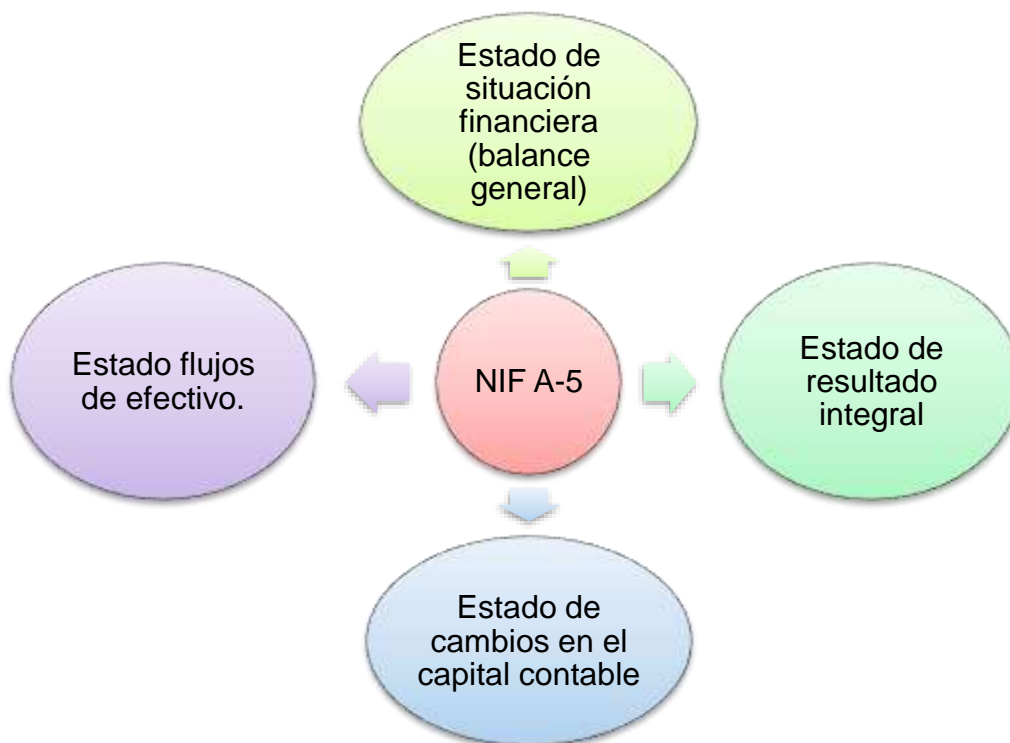 Estado de
situación
financiera
(balance
general)
Estado flujos
de efectivo.
NIF A-5
Estado de
resultado
integral
Estado de
cambios en el
capital contable